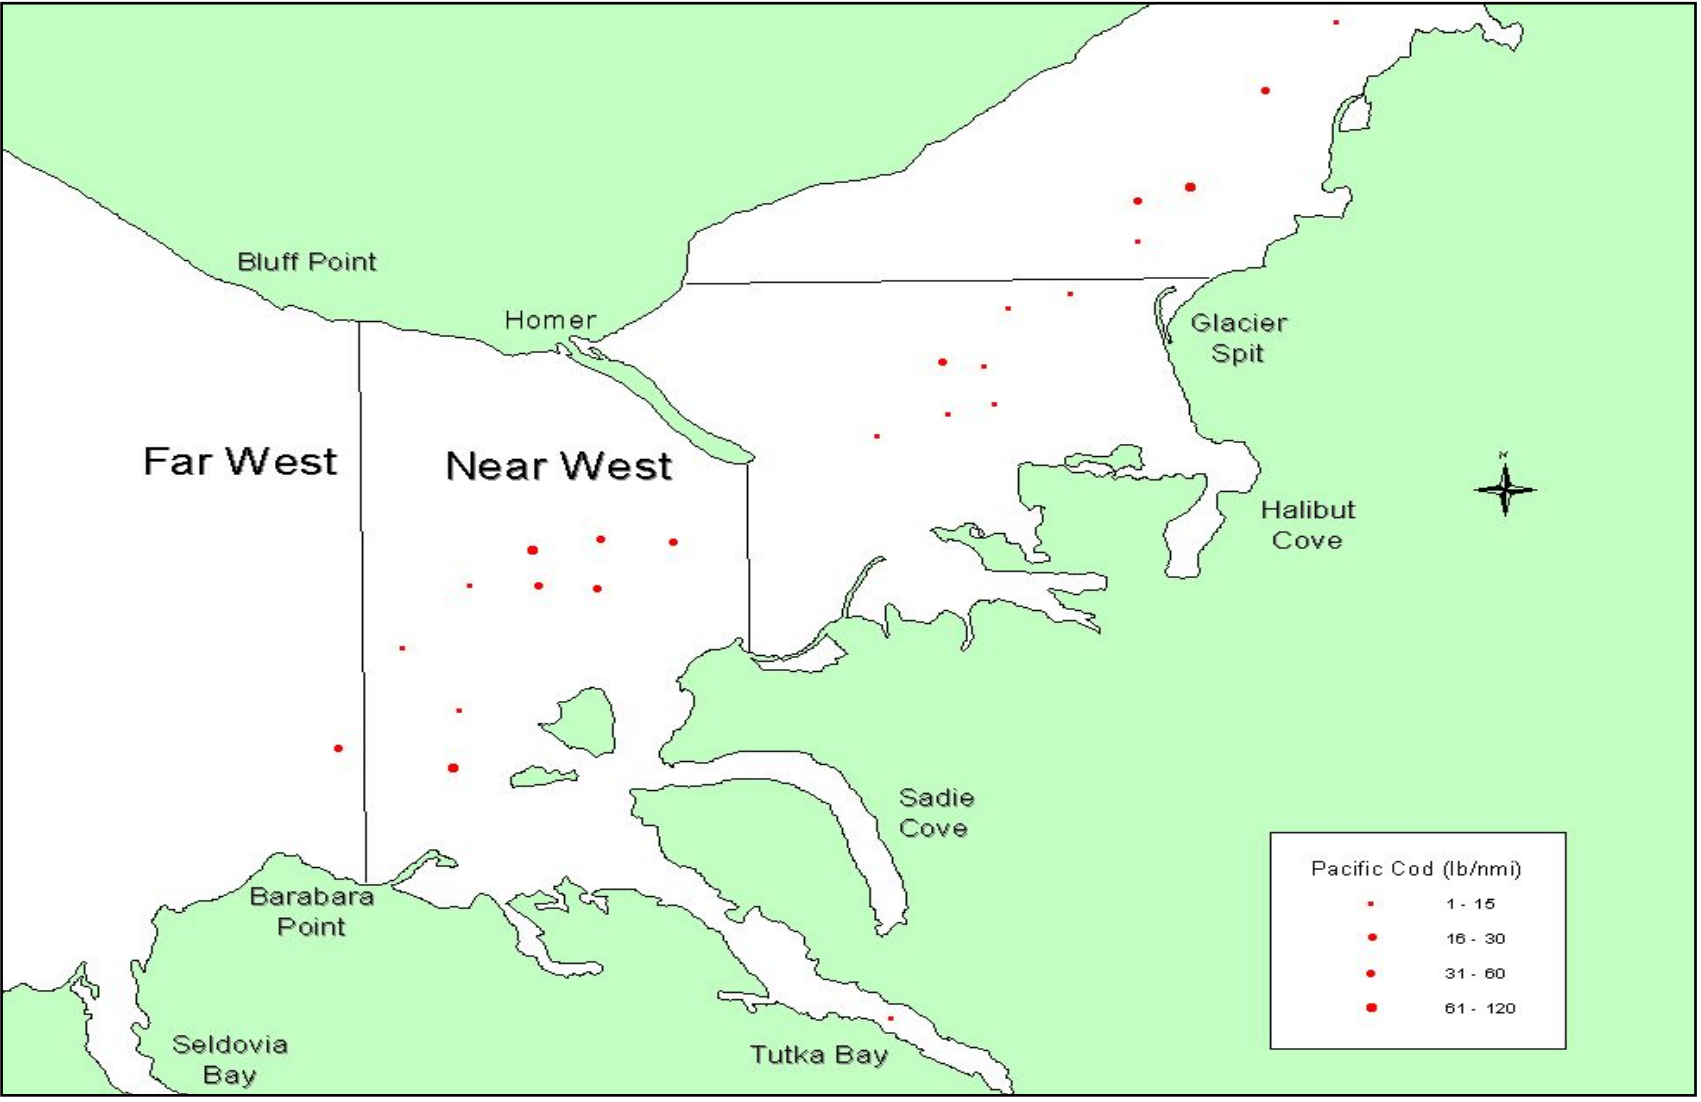 Bluff Point
Homer
Glacier
Spit
Far West
Near West
N
Halibut
Cove
Sadie
Cove
Barabara
Point
Seldovia
Bay
Tutka Bay
Pacific Cod (lb/nmi)
1 - 15
16 - 30
31 - 60
61 - 120